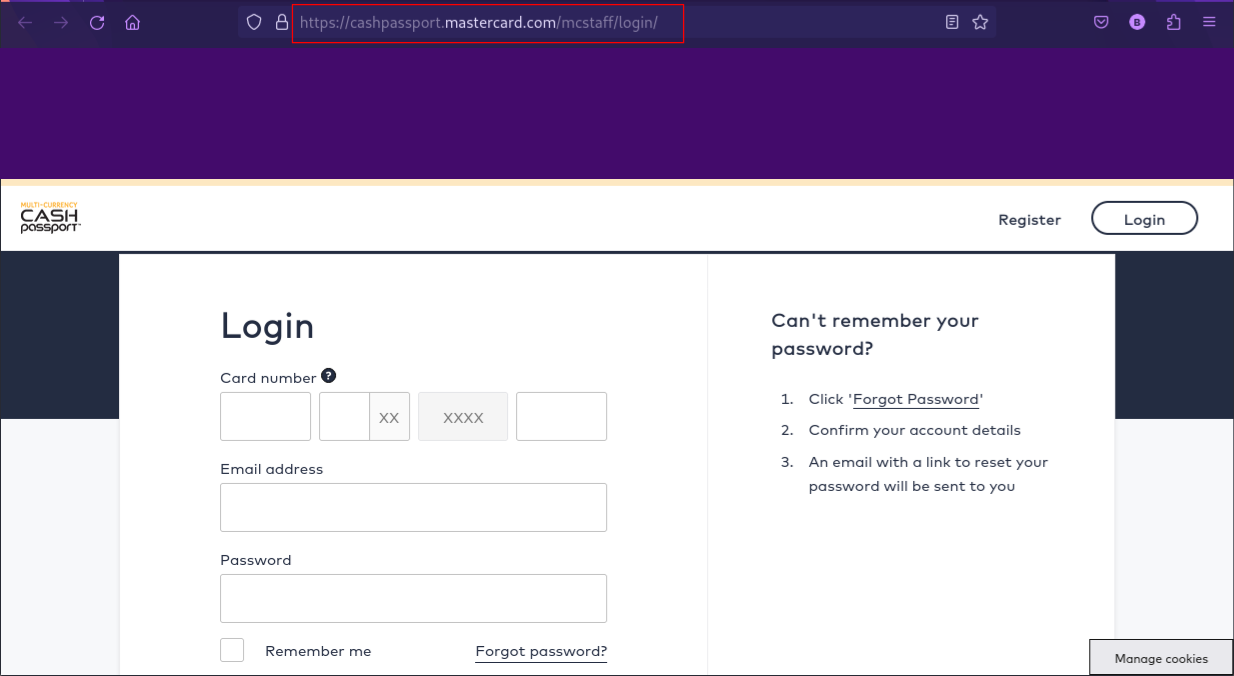 https://cashpassport.mastercard.com/mcstaff/login/
B
MULTI-CURRENCY
CASH
passport™
Register
Login
Login
Card number ?
XX
XXXX
Email address
Password
Remember me
Forgot password?
Can't remember your
password?
1. Click 'Forgot Password'
2. Confirm your account details
3. An email with a link to reset your
password will be sent to you
Manage cookies